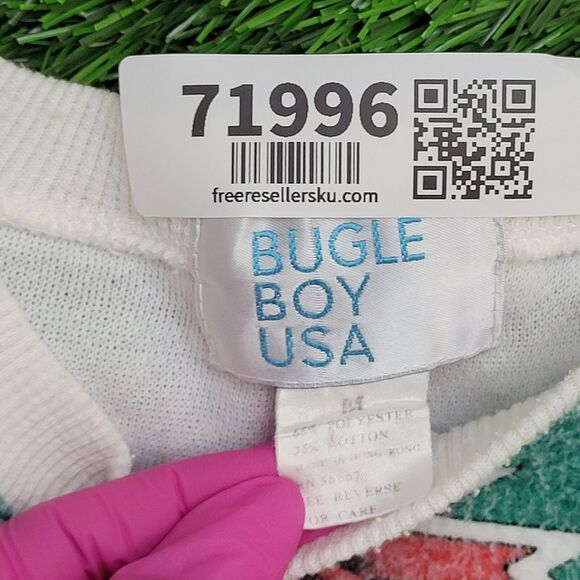 71996
freeresellersku.com
BUGLE
BOY
USA
M
65% POLYESTER
35% COTTON
MADE IN HONG KONG
RN 56667
SEE REVERSE
FOR CARE